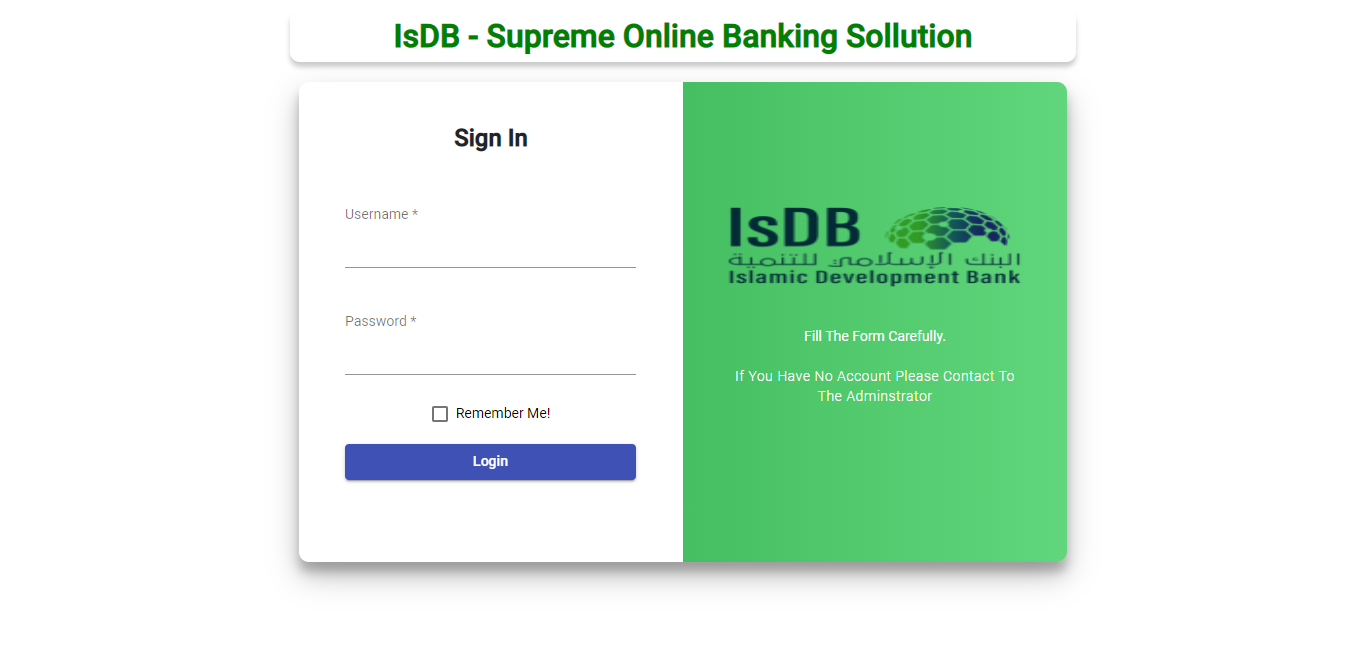 IsDB - Supreme Online Banking Sollution
Sign In
Username *
Password *
Remember Me!
Login
IsDB
البنك الإسلامي للتنمية
Islamic Development Bank
Fill The Form Carefully.
If You Have No Account Please Contact To
The Adminstrator